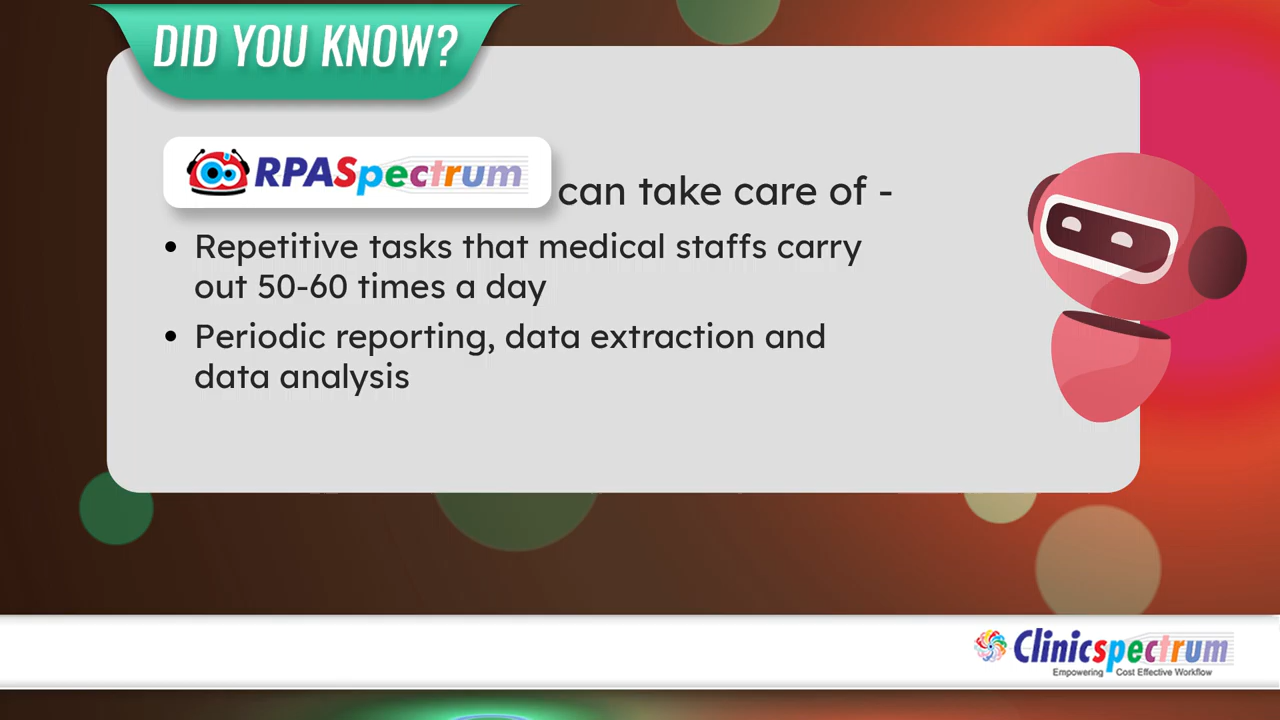 DID YOU KNOW?
RPASpectrum can take care of -
• Repetitive tasks that medical staffs carry
out 50-60 times a day
• Periodic reporting, data extraction and
data analysis
Clinicspectrum
Empowering Cost Effective Workflow